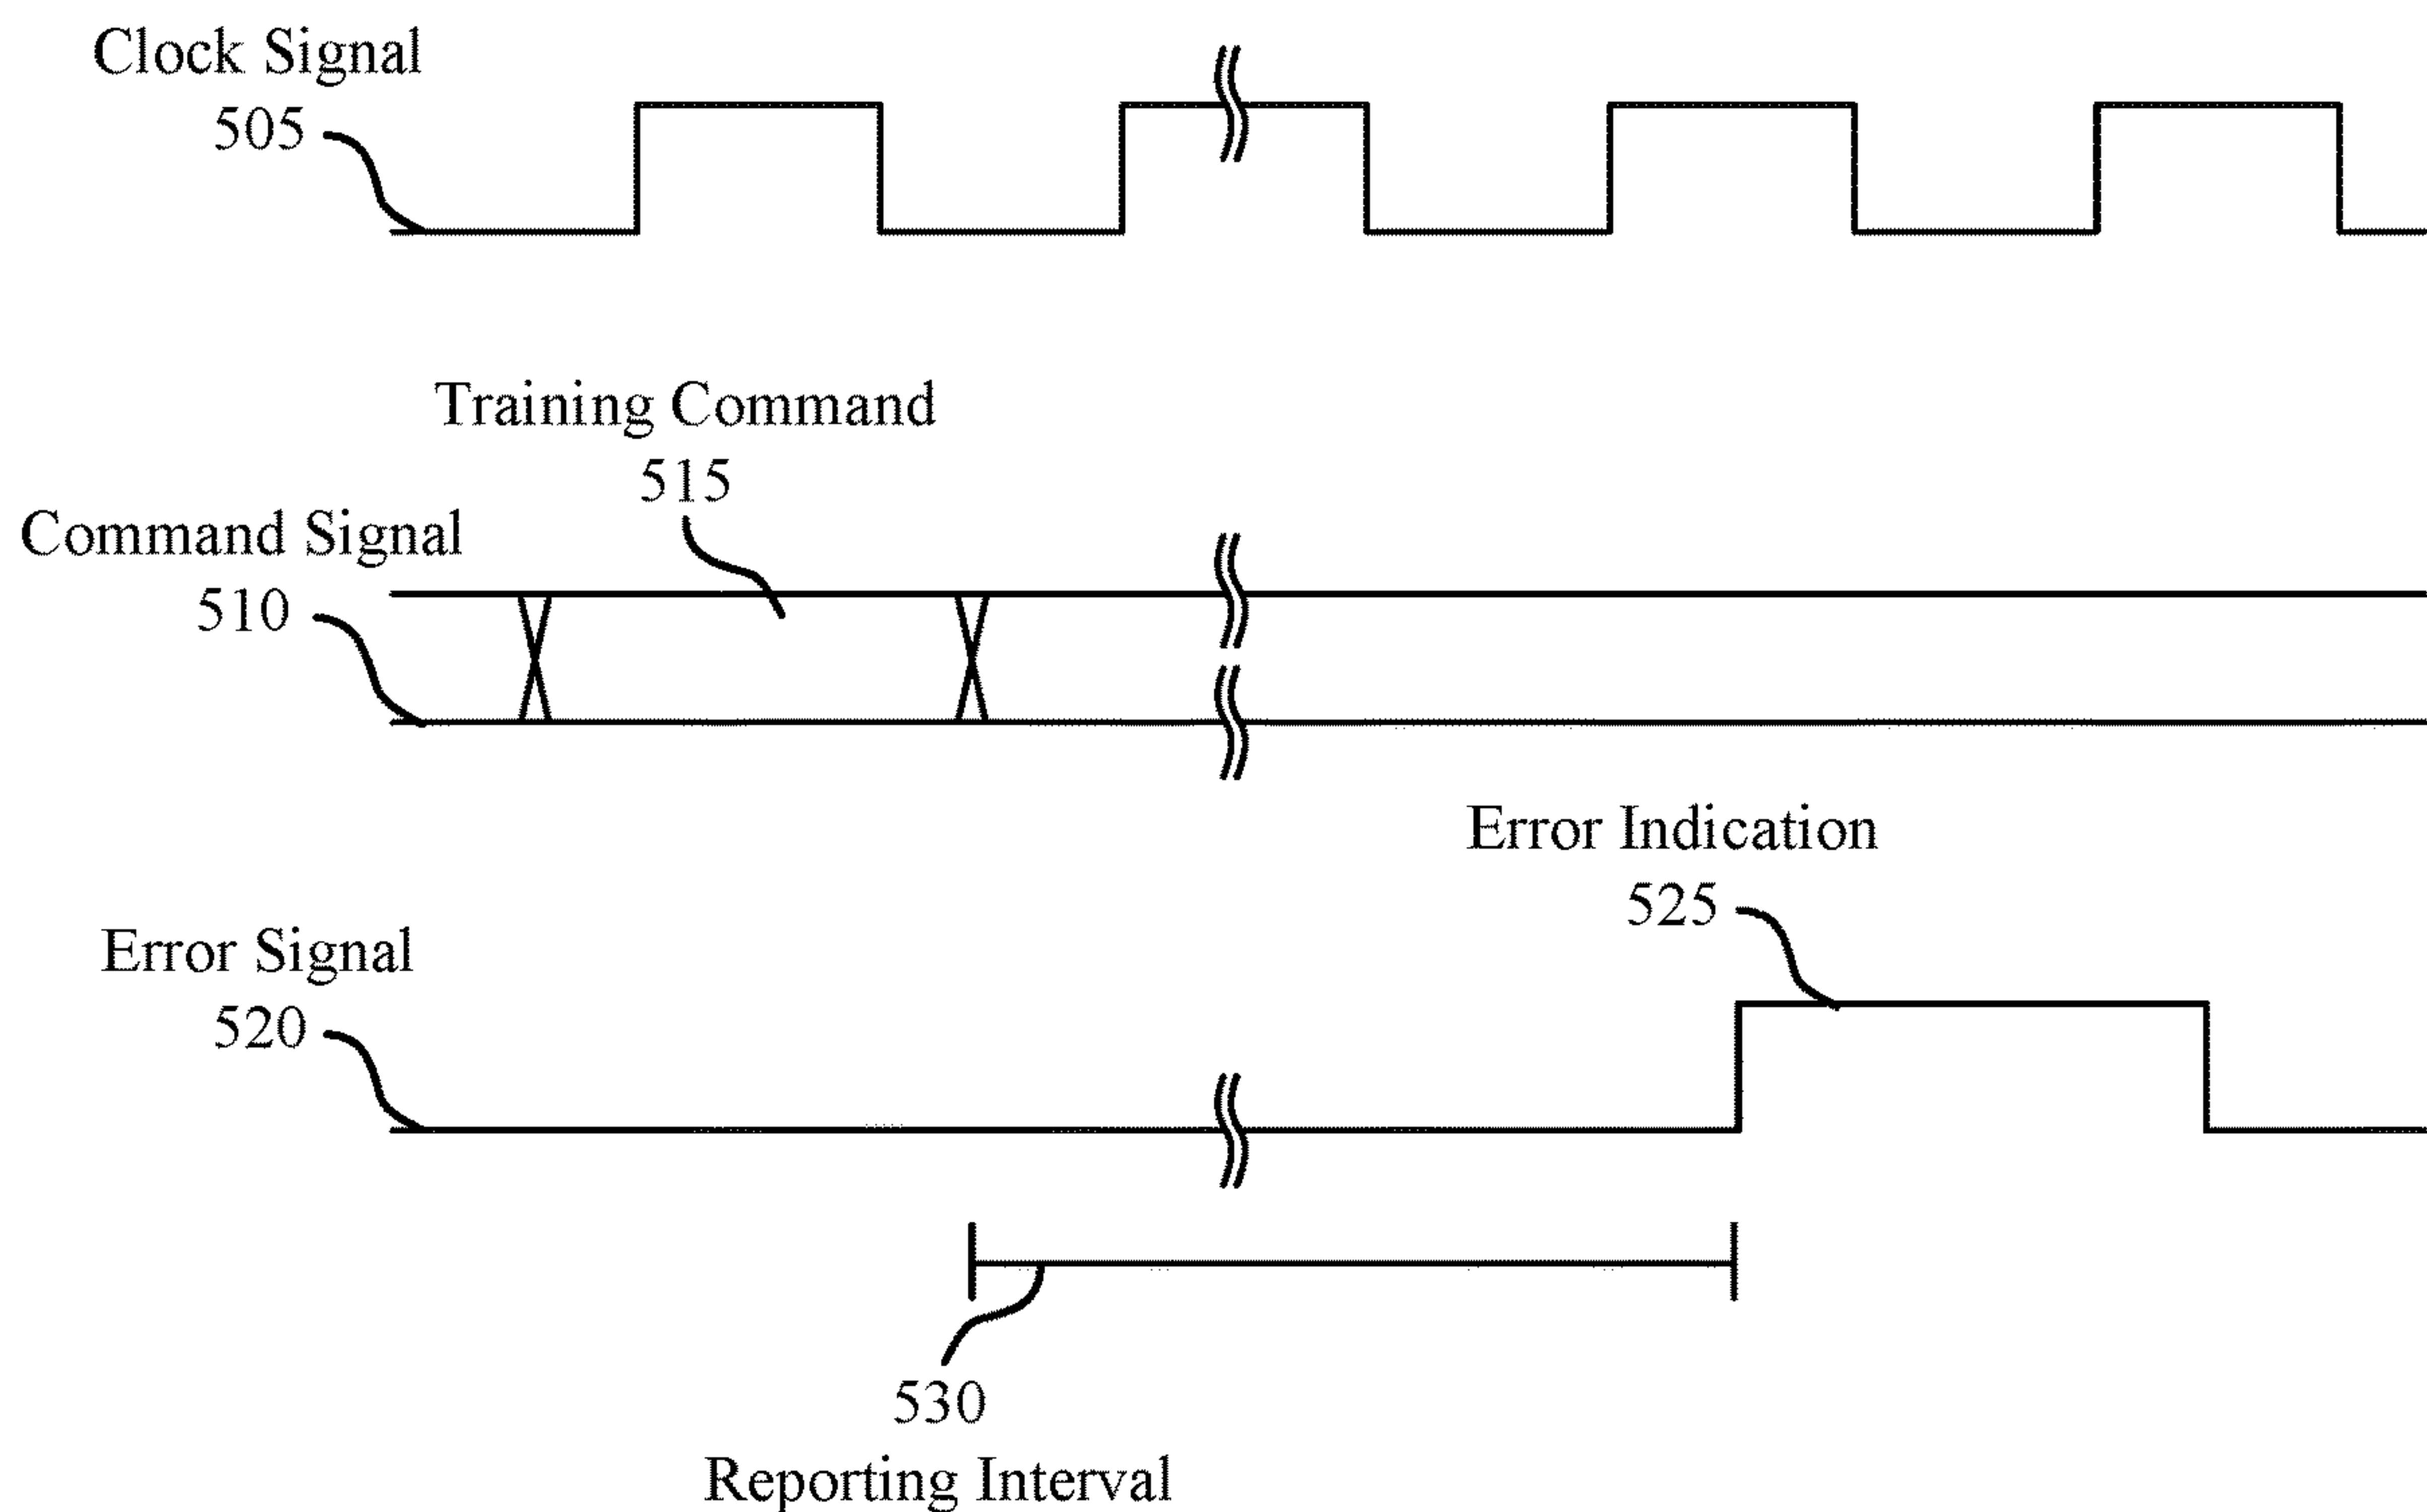 Clock Signal
505
Training Command
515
Command Signal
510
Error Indication
525
Error Signal
520
530
Reporting Interval